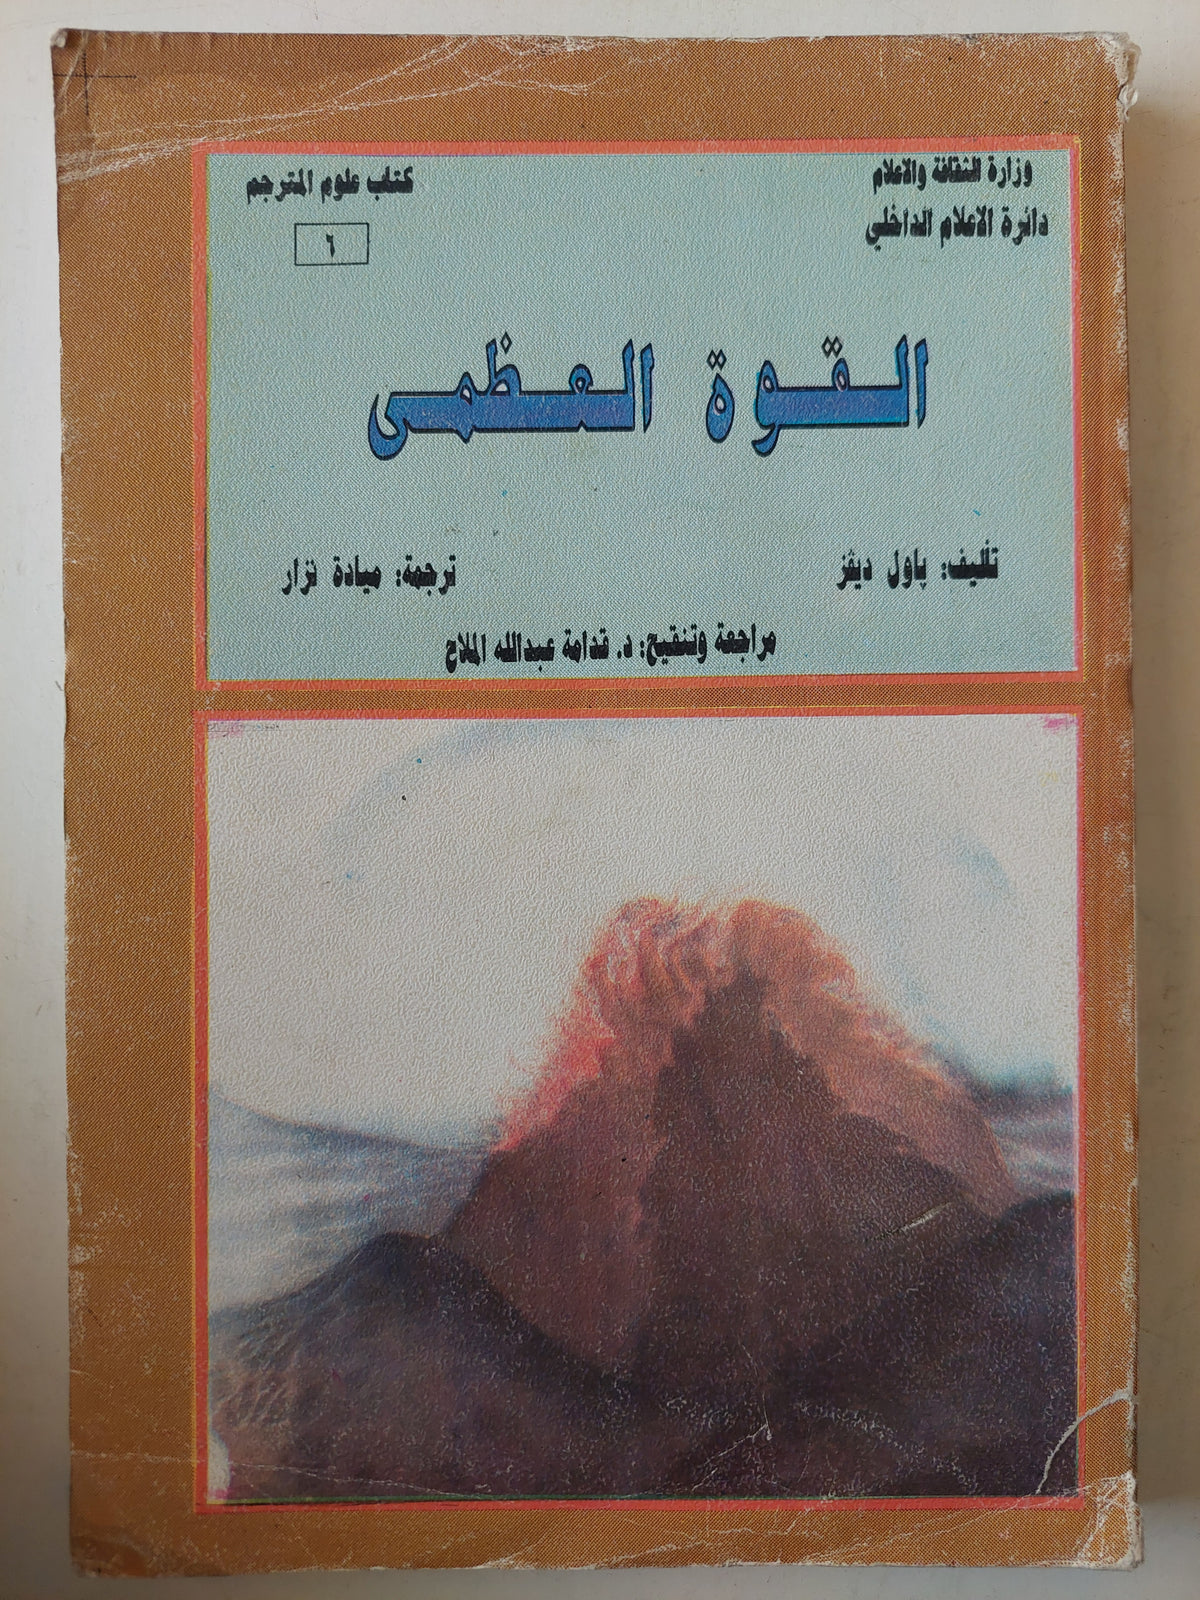 وزارة الثقافة والاعلام
دائرة الاعلام الداخلي
كتاب علوم المترجم
٦
القوة العظمى
تأليف: پاول ديڤز
ترجمة: ميادة نزار
مراجعة وتنقيح: د. قدامة عبدالله الملاح